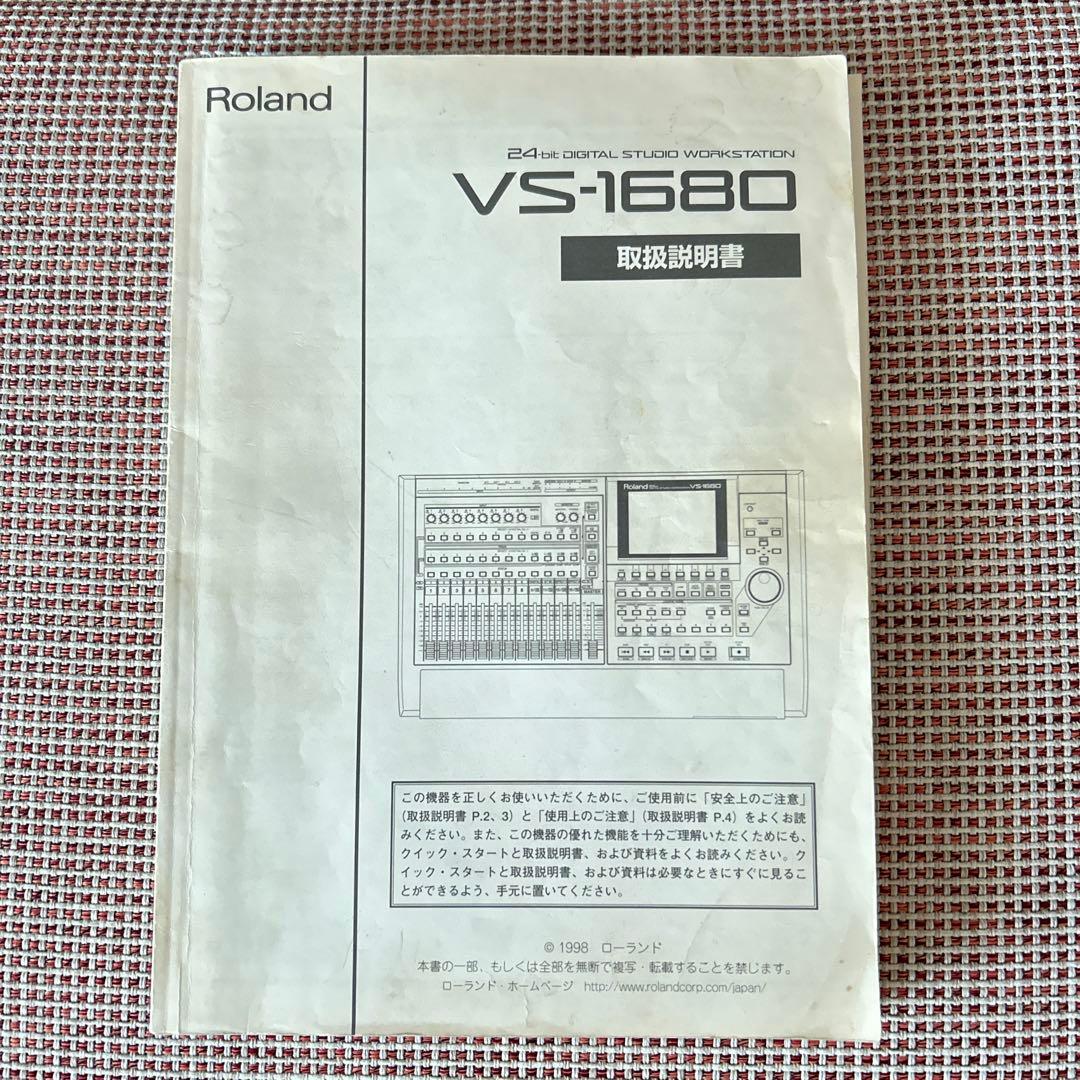 Roland
24-bit DIGITAL STUDIO WORKSTATION
VS-1680
取扱説明書
Roland
VS-1680
1 2 3 4 5 6 7 8
MASTER
この機器を正しくお使いいただくために、ご使用前に「安全上のご注意」
(取扱説明書 P.2、3) と「使用上のご注意」(取扱説明書 P.4) をよくお読
みください。また、この機器の優れた機能を十分ご理解いただくためにも、
クイック・スタートと取扱説明書、および資料をよくお読みください。ク
イック・スタートと取扱説明書、および資料は必要なときにすぐに見るこ
とができるよう、手元に置いてください。
© 1998 ローランド
本書の一部、もしくは全部を無断で複写・転載することを禁じます。
ローランド・ホームページ http://www.rolandcorp.com/japan/